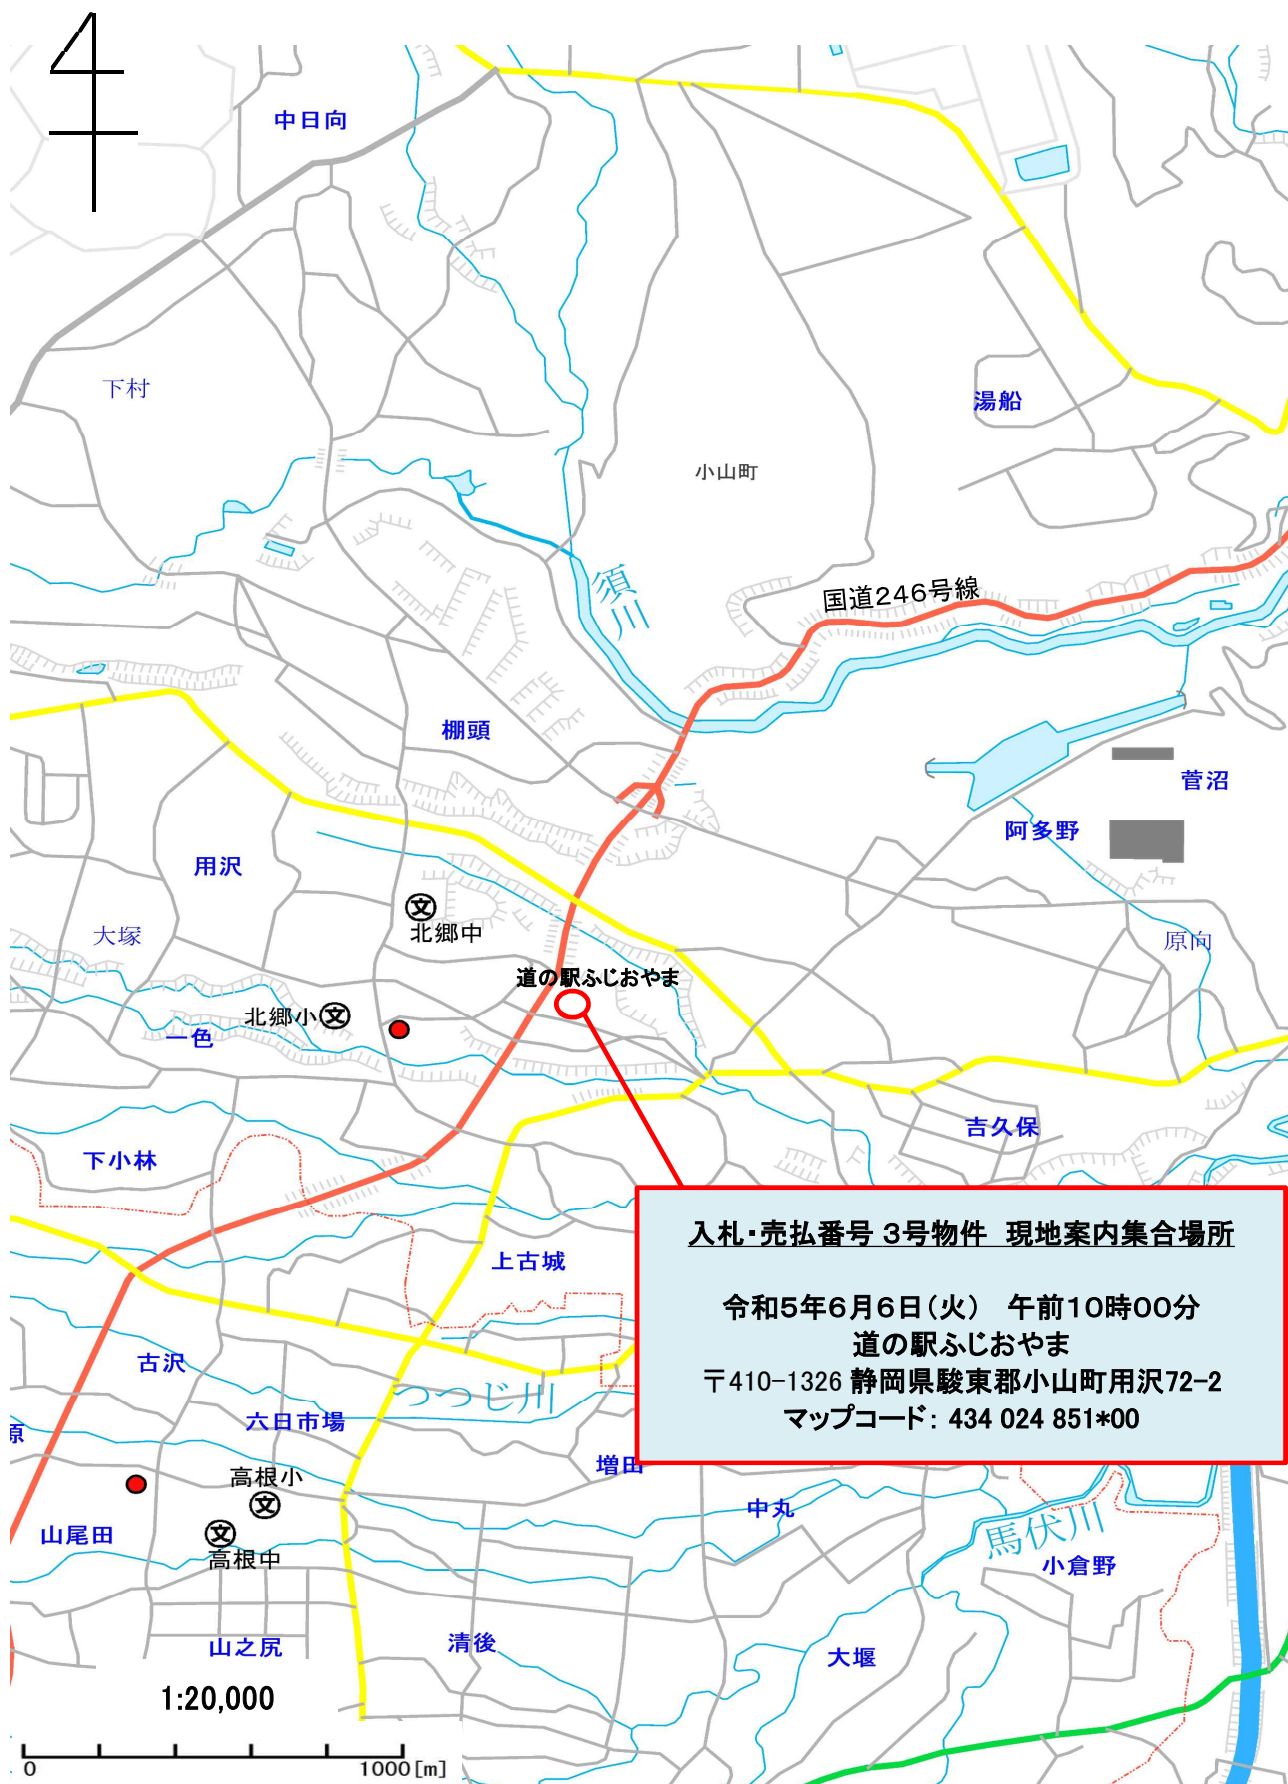 中日向
下村
湯船
小山町
須川
国道246号線
棚頭
菅沼
阿多野
用沢
北郷中
大塚
原向
道の駅ふじおやま
北郷小
一色
吉久保
下小林
入札・売払番号 3号物件 現地案内集合場所
令和5年6月6日(火) 午前10時00分
道の駅ふじおやま
〒410-1326 静岡県駿東郡小山町用沢72-2
マップコード: 434 024 851*00
上古城
古沢
つつじ川
六日市場
原
増田
高根小
中丸
山尾田
高根中
馬伏川
小倉野
山之尻
清後
大堰
1:20,000
0 1000[m]
文
文
文
文